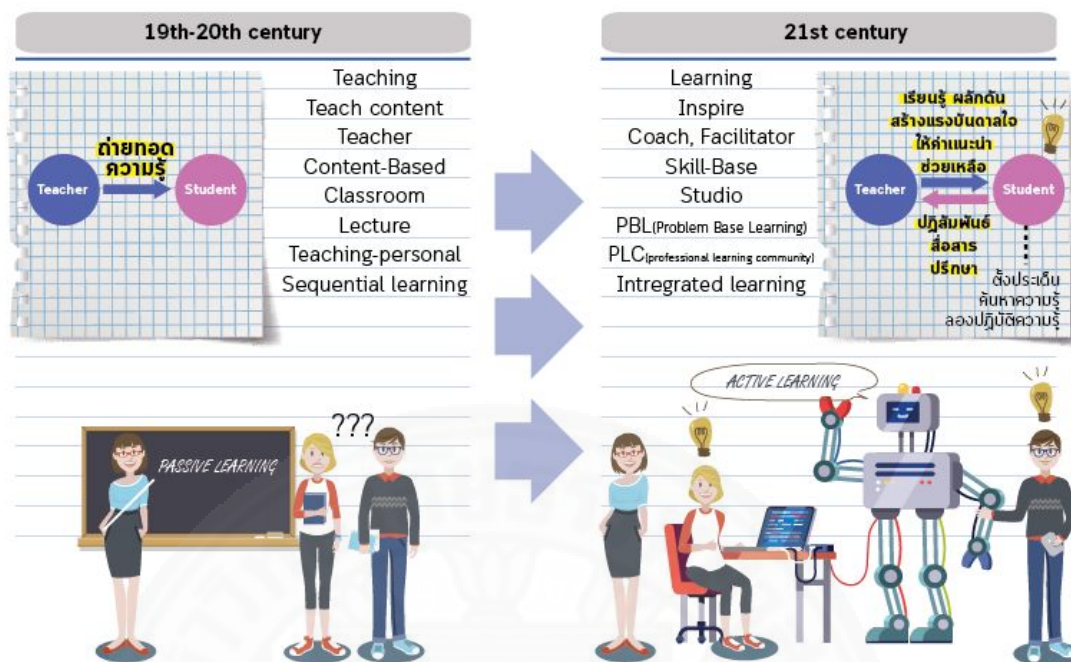 19th-20th century
ถ่ายทอด
ความรู้
Teacher
Student
Teaching
Teach content
Teacher
Content-Based
Classroom
Lecture
Teaching-personal
Sequential learning
???
PASSIVE LEARNING
21st century
Learning
Inspire
Coach, Facilitator
Skill-Base
Studio
PBL(Problem Base Learning)
PLC(professional learning community)
Intregrated learning
เรียนรู้ ผลักดัน
สร้างแรงบันดาลใจ
ให้คำแนะนำ
ช่วยเหลือ
Teacher
Student
ปฏิสัมพันธ์
สื่อสาร
ปรึกษา
ตั้งประเด็น
ค้นหาความรู้
ลองปฏิบัติความรู้
ACTIVE LEARNING